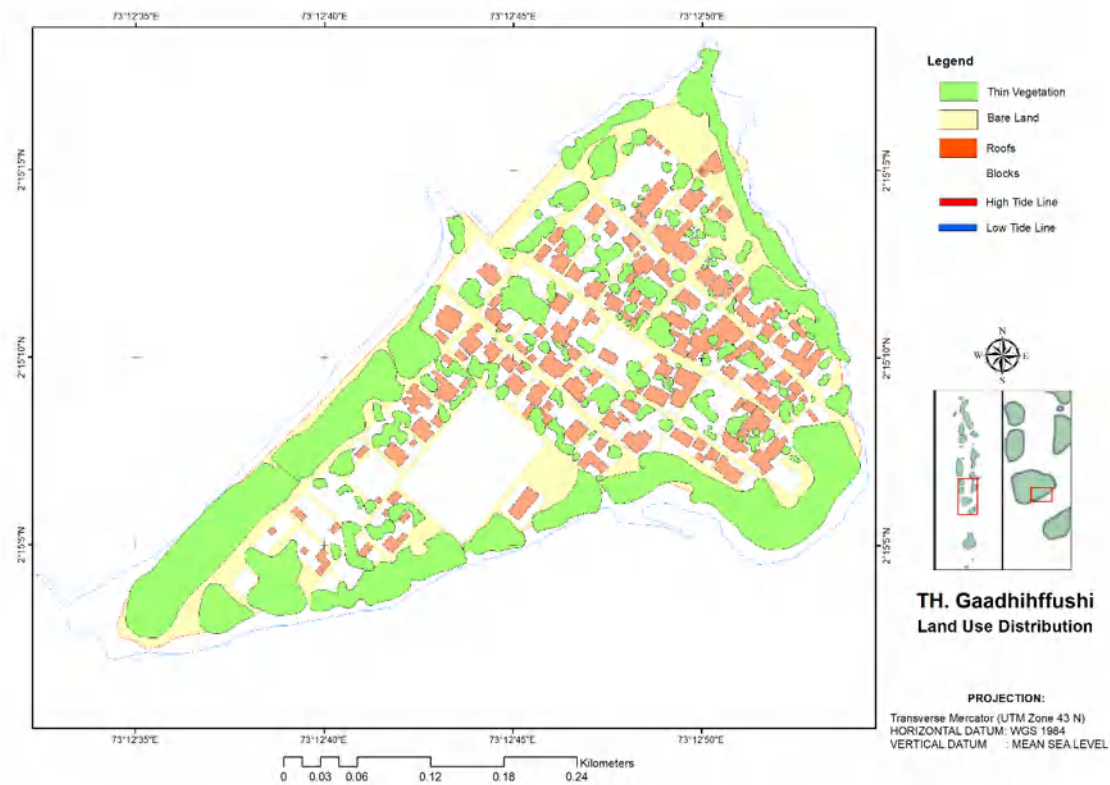 73°12'35"E 73°12'40"E 73°12'45"E 73°12'50"E
2°15'15"N 2°15'15"N
2°15'10"N 2°15'10"N
2°15'5"N 2°15'5"N
73°12'35"E 73°12'40"E 73°12'45"E 73°12'50"E
Kilometers
0 0.03 0.06 0.12 0.18 0.24
Legend
Thin Vegetation
Bare Land
Roofs
Blocks
High Tide Line
Low Tide Line
N
W E
S
TH. Gaadhihffushi
Land Use Distribution
PROJECTION:
Transverse Mercator (UTM Zone 43 N)
HORIZONTAL DATUM: WGS 1984
VERTICAL DATUM : MEAN SEA LEVEL